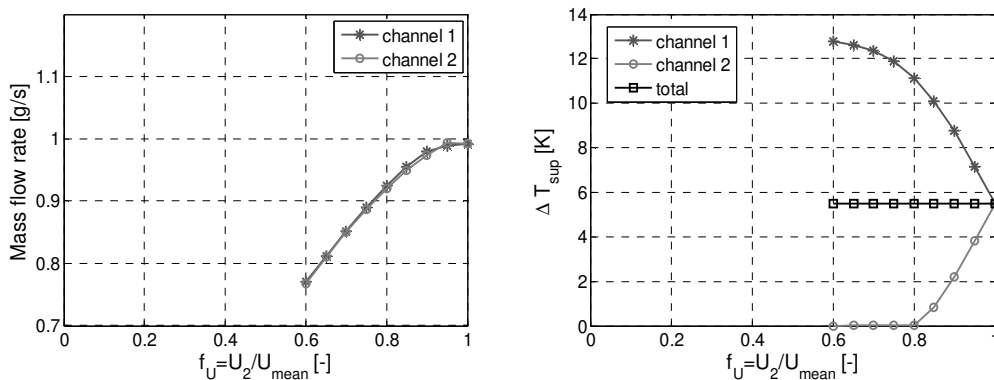 Mass flow rate [g/s]
1.1
1
0.9
0.8
0.7
0
0.2
0.4
0.6
0.8
1
f_U=U_2/U_mean [-]
channel 1
channel 2
Δ T_sup [K]
14
12
10
8
6
4
2
0
0
0.2
0.4
0.6
0.8
1
f_U=U_2/U_mean [-]
channel 1
channel 2
total